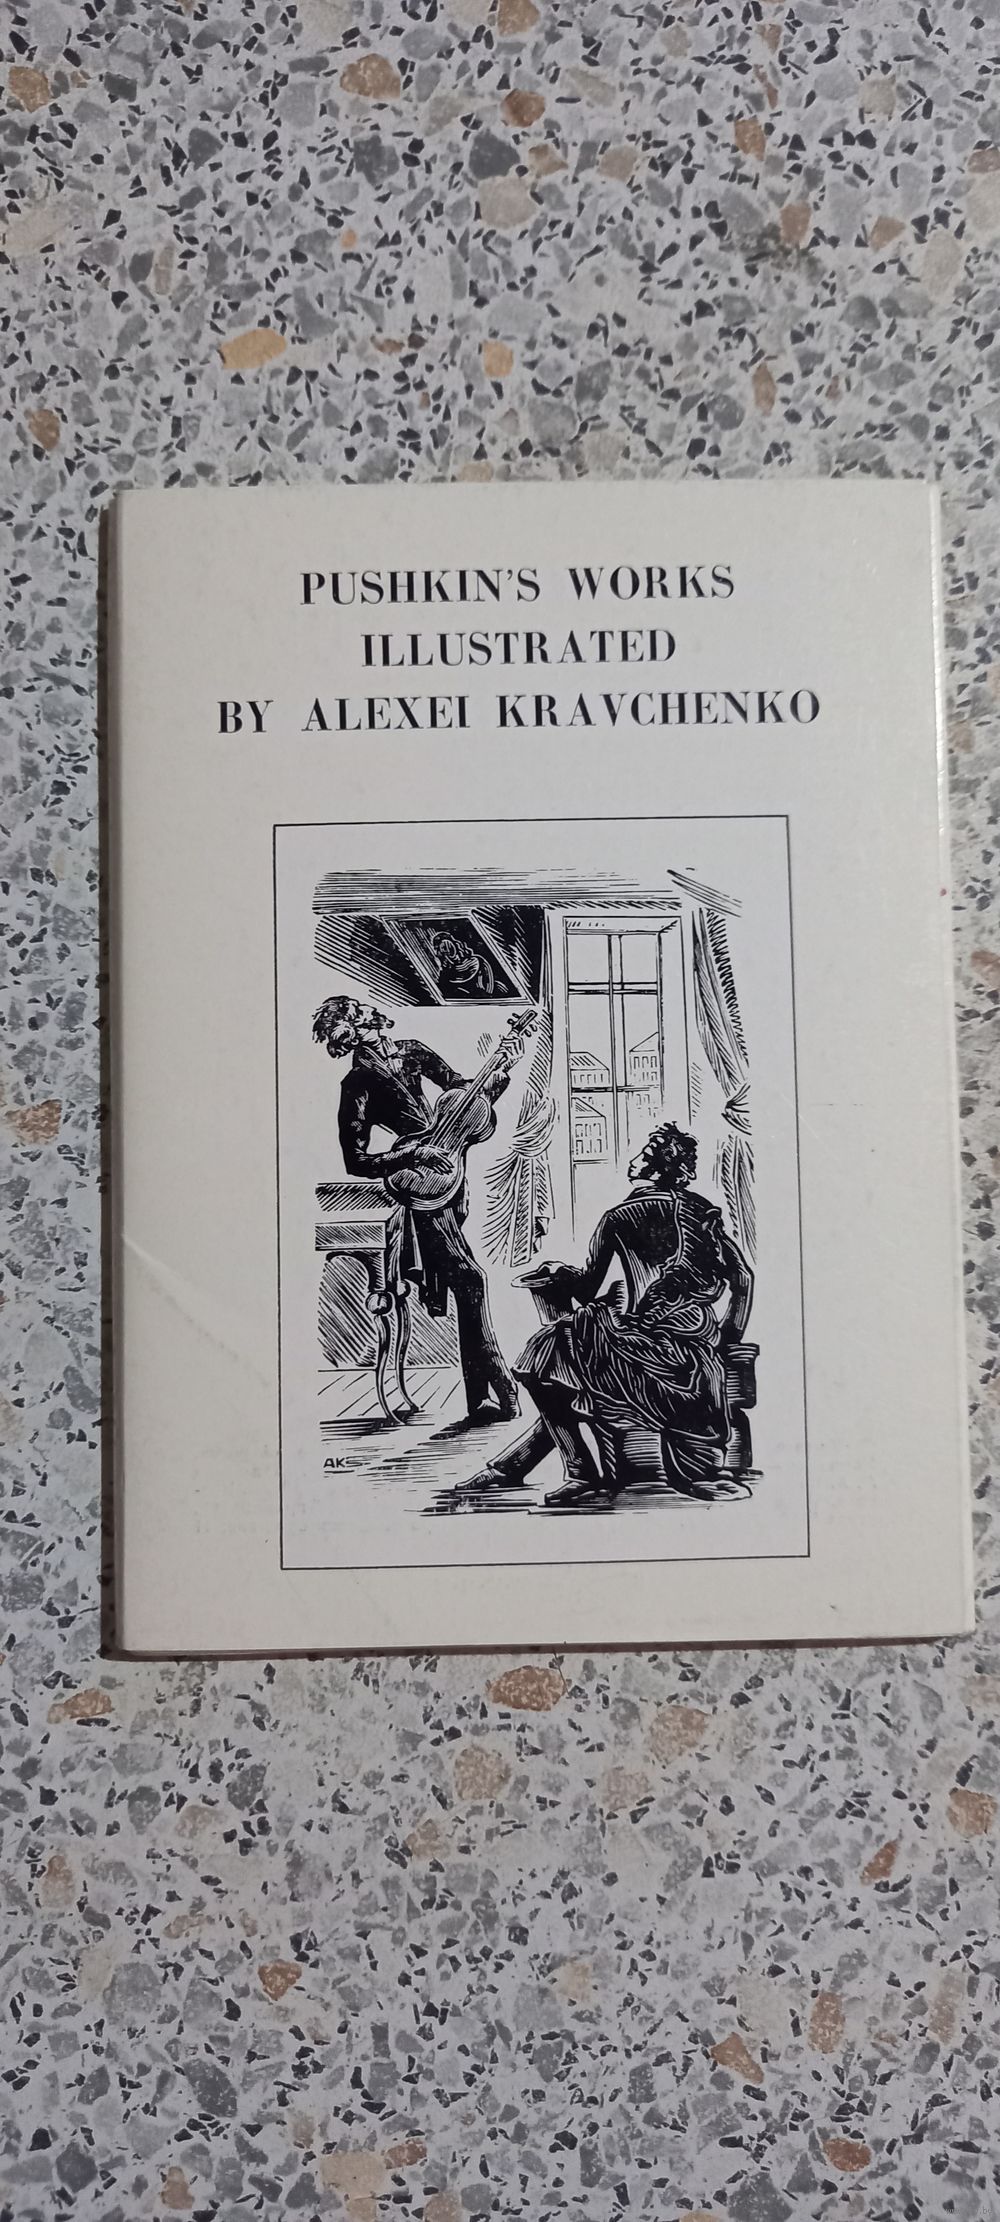 PUSHKIN'S WORKS
ILLUSTRATED
BY ALEXEI KRAVCHENKO
AK